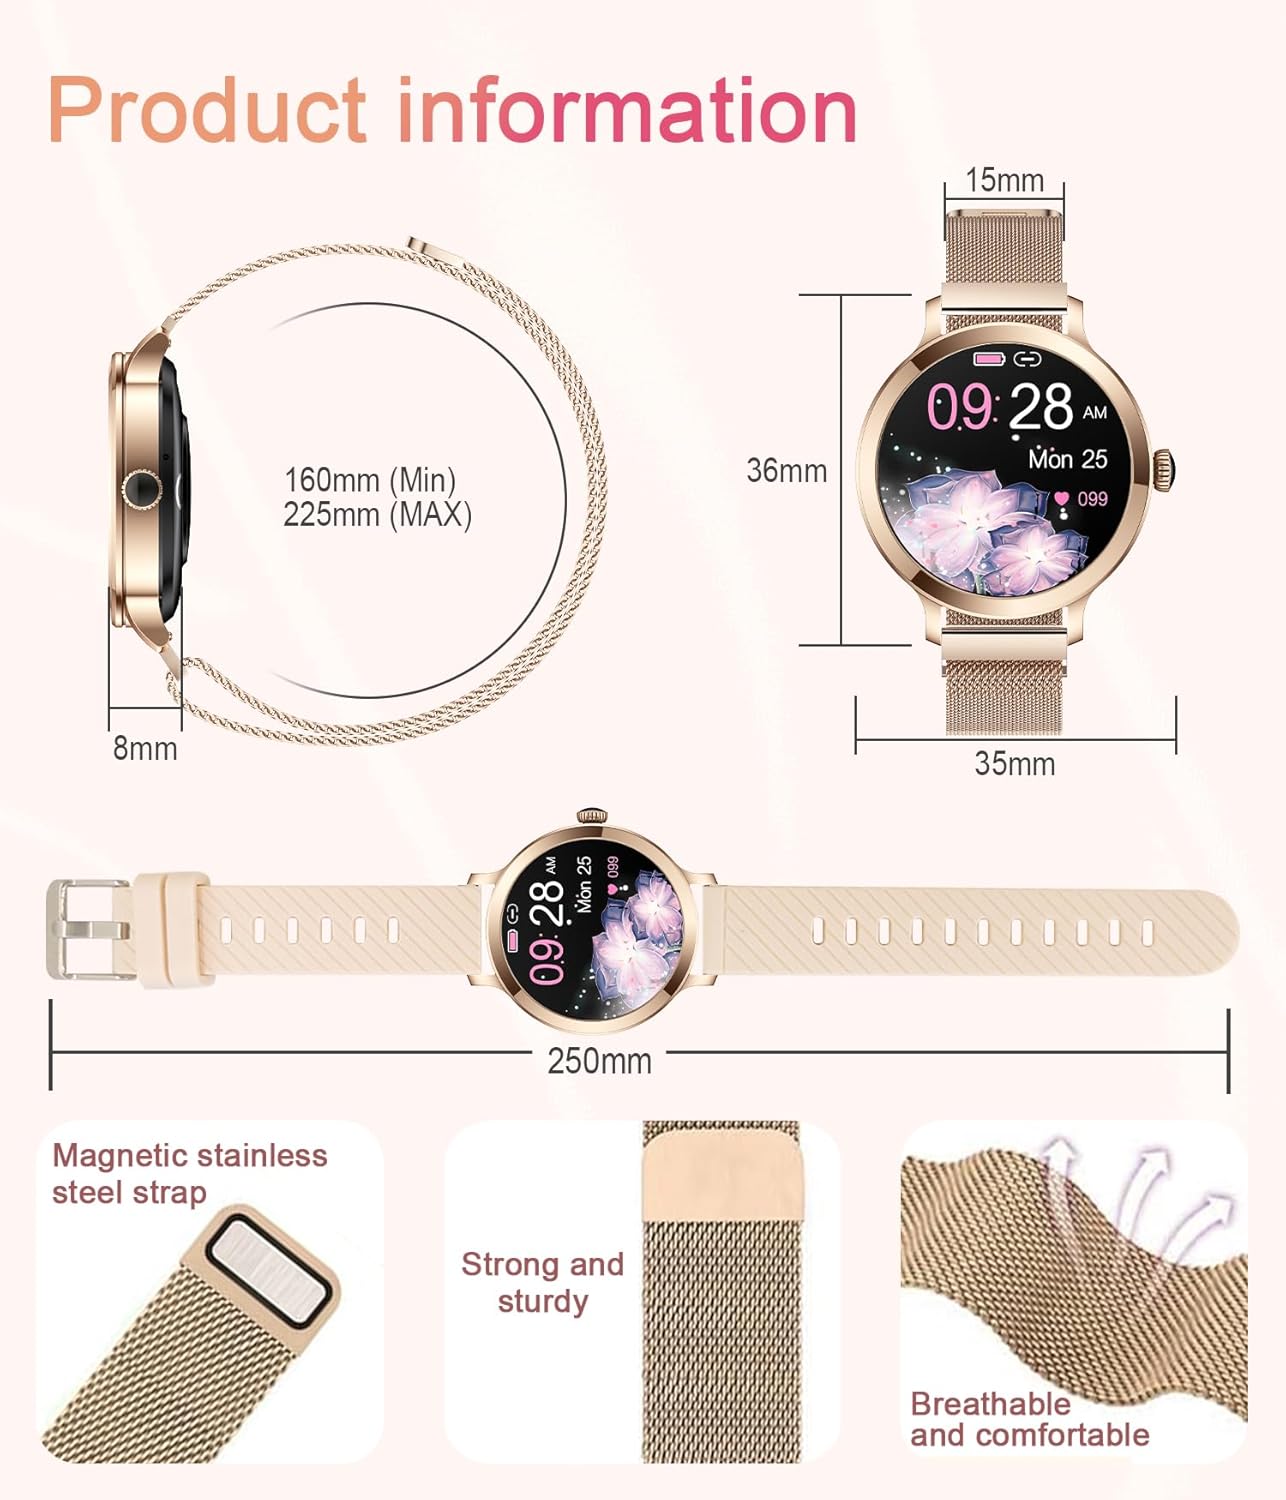 Product information
15mm
160mm (Min)
225mm (MAX)
8mm
36mm
09:28 AM
Mon 25
099
35mm
09:28 AM
Mon 25
099
250mm
Magnetic stainless
steel strap
Strong and
sturdy
Breathable
and comfortable